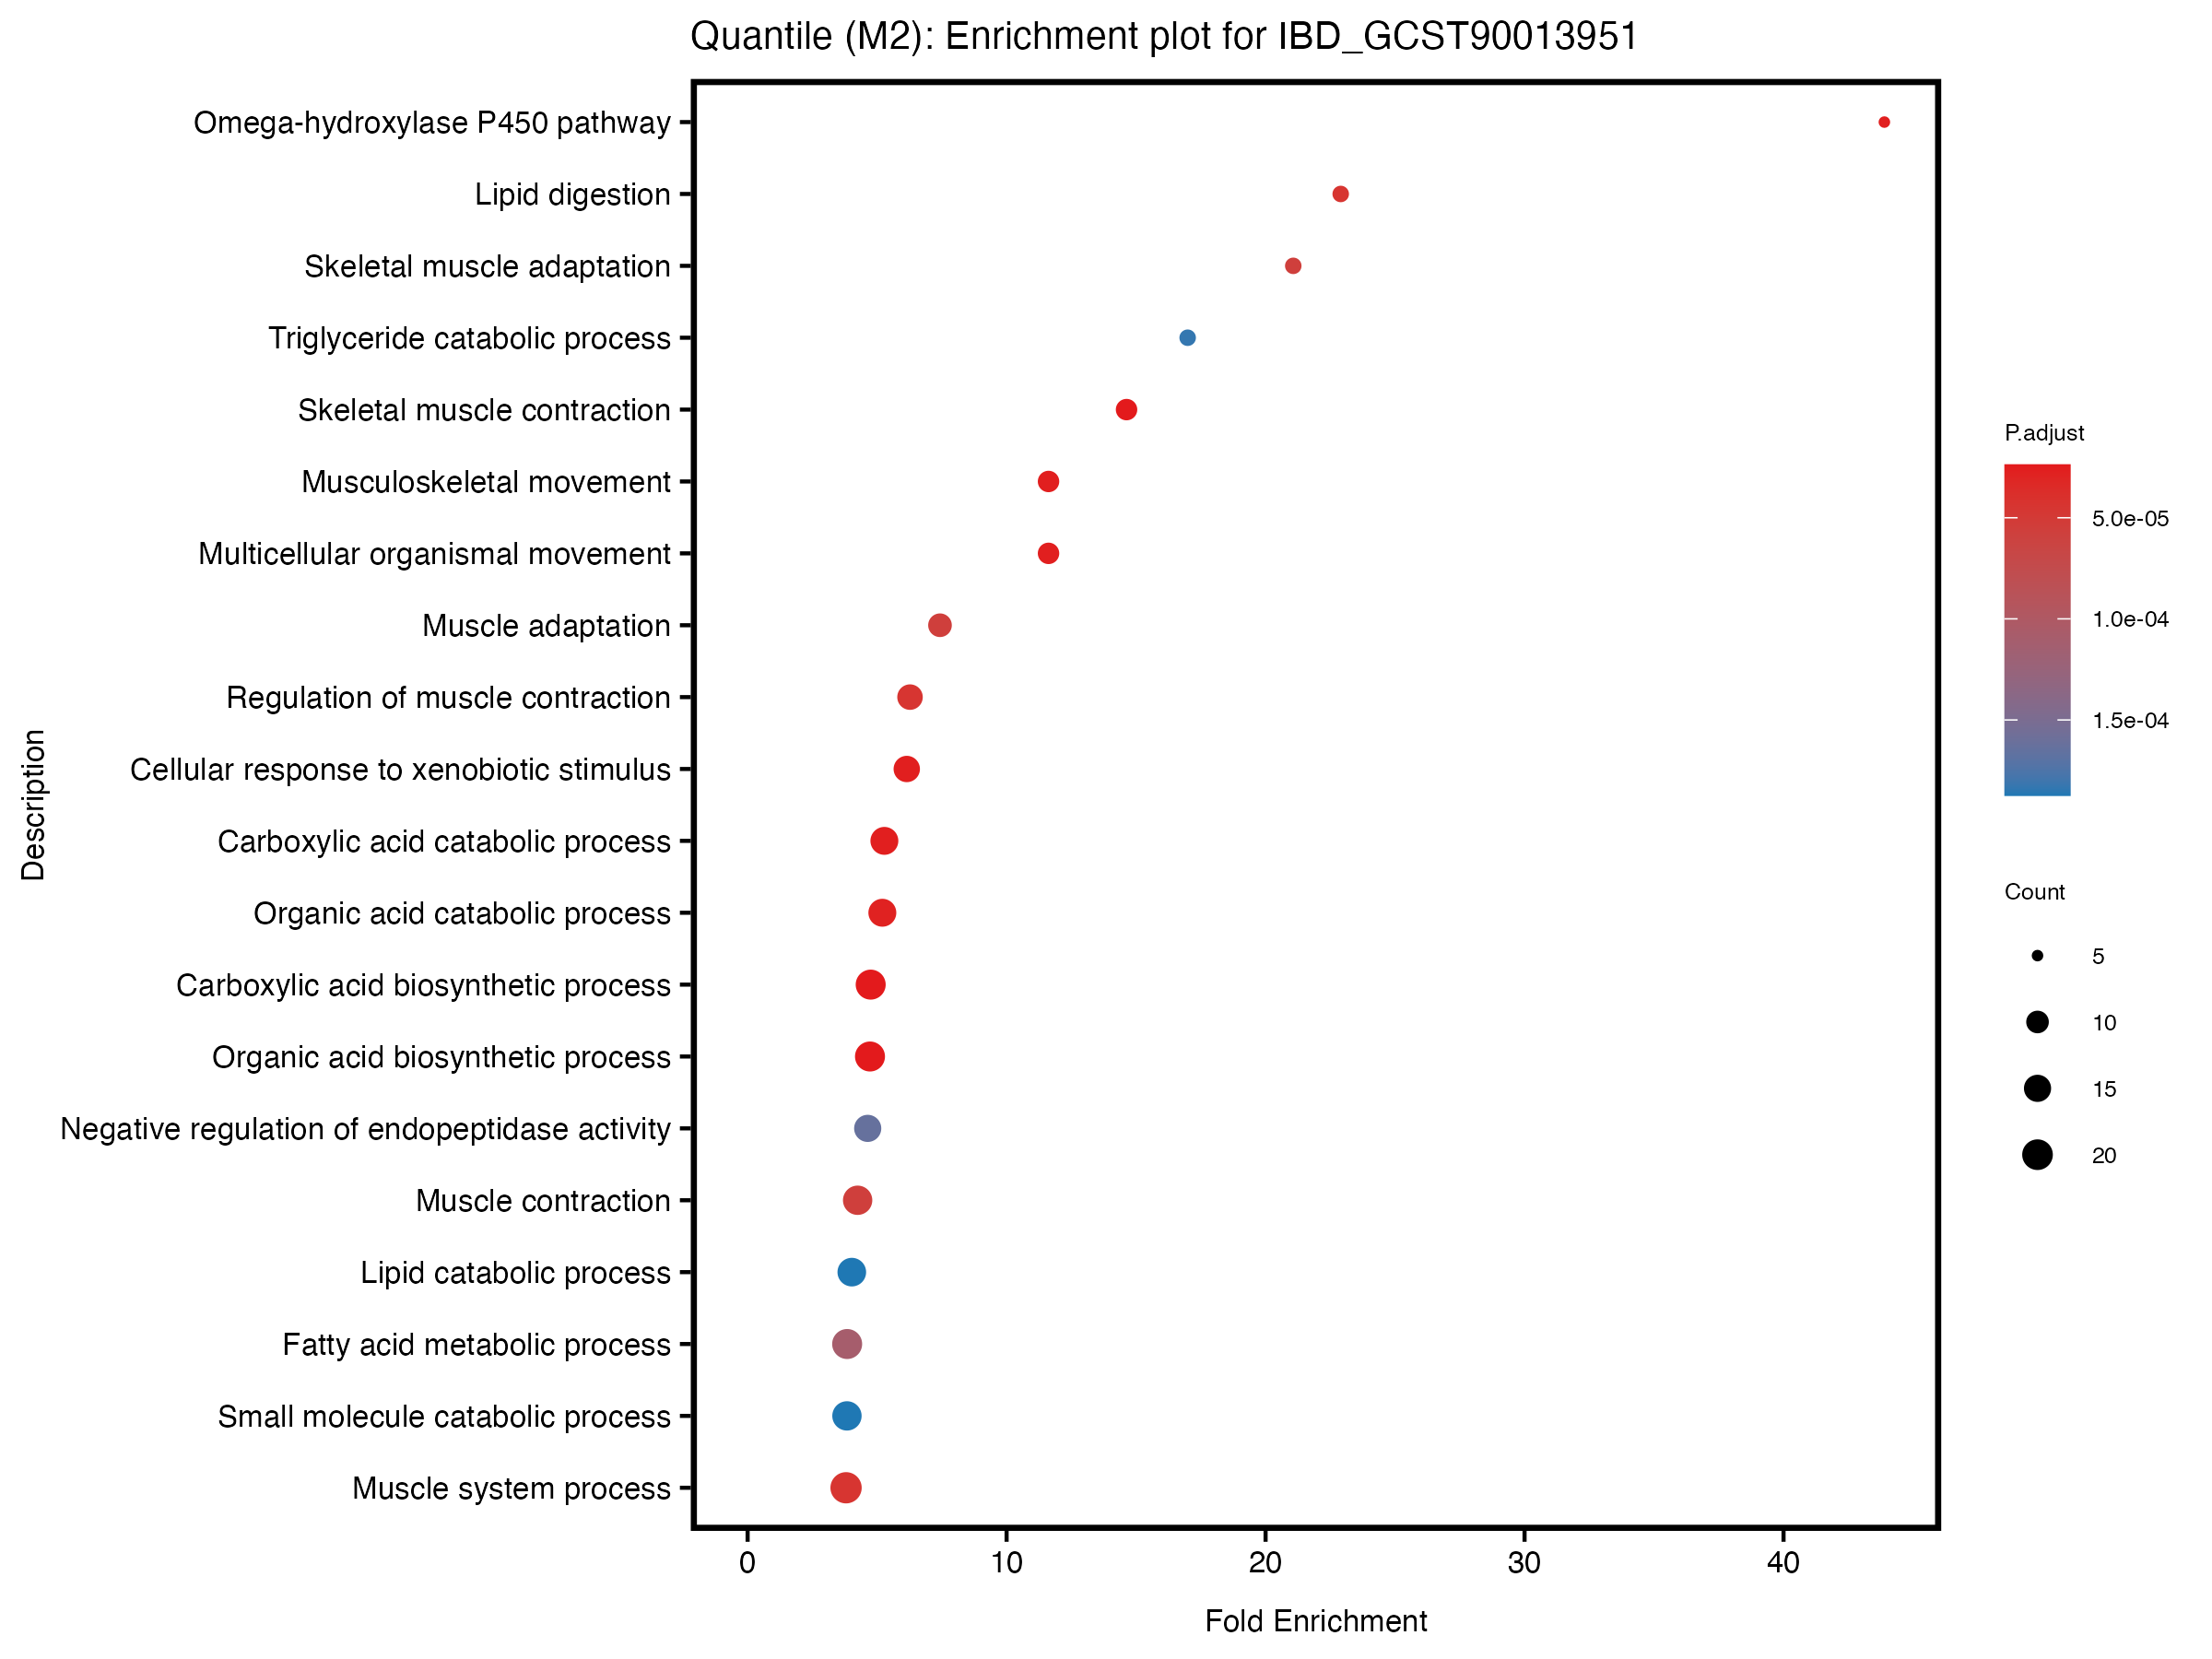 Quantile (M2): Enrichment plot for IBD_GCST90013951
Omega-hydroxylase P450 pathway
Lipid digestion
Skeletal muscle adaptation
Triglyceride catabolic process
Skeletal muscle contraction
Musculoskeletal movement
Multicellular organismal movement
Muscle adaptation
Regulation of muscle contraction
Cellular response to xenobiotic stimulus
Carboxylic acid catabolic process
Organic acid catabolic process
Carboxylic acid biosynthetic process
Organic acid biosynthetic process
Negative regulation of endopeptidase activity
Muscle contraction
Lipid catabolic process
Fatty acid metabolic process
Small molecule catabolic process
Muscle system process
Description
0 10 20 30 40
Fold Enrichment
P.adjust
5.0e-05
1.0e-04
1.5e-04
Count
5
10
15
20